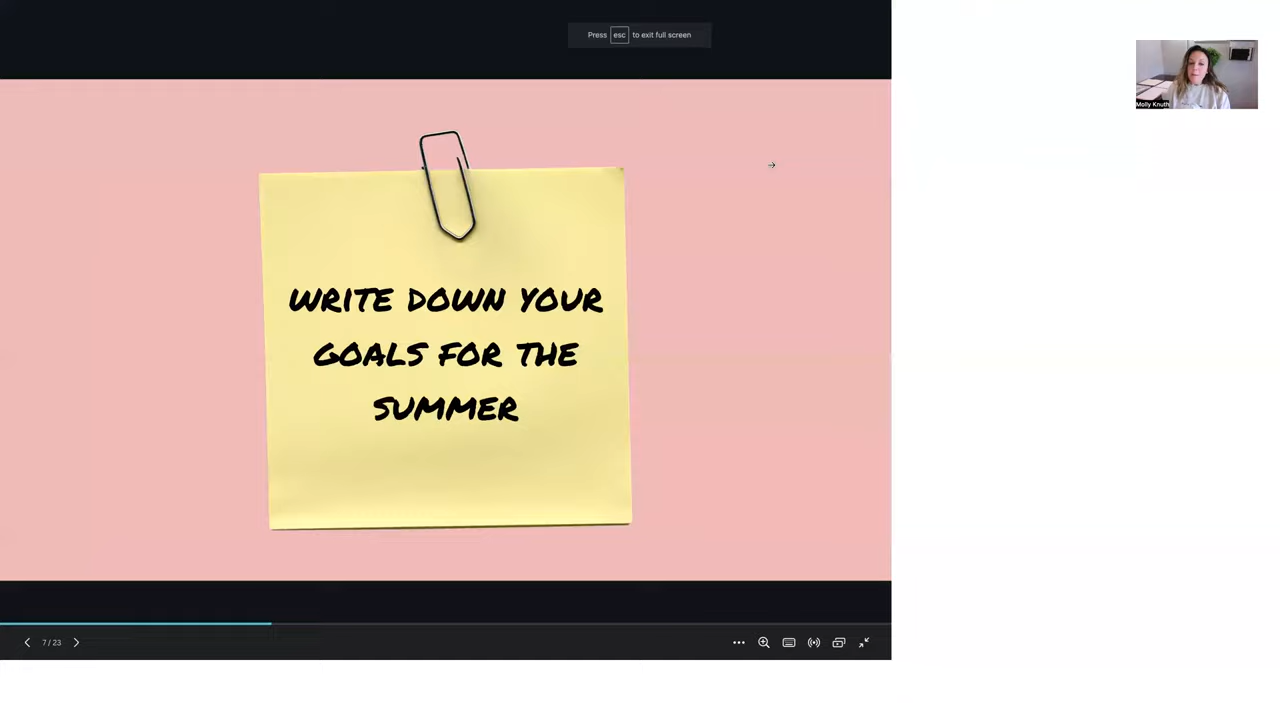 Press esc to exit full screen
Molly Knuth
WRITE DOWN YOUR
GOALS FOR THE
SUMMER
7 / 23